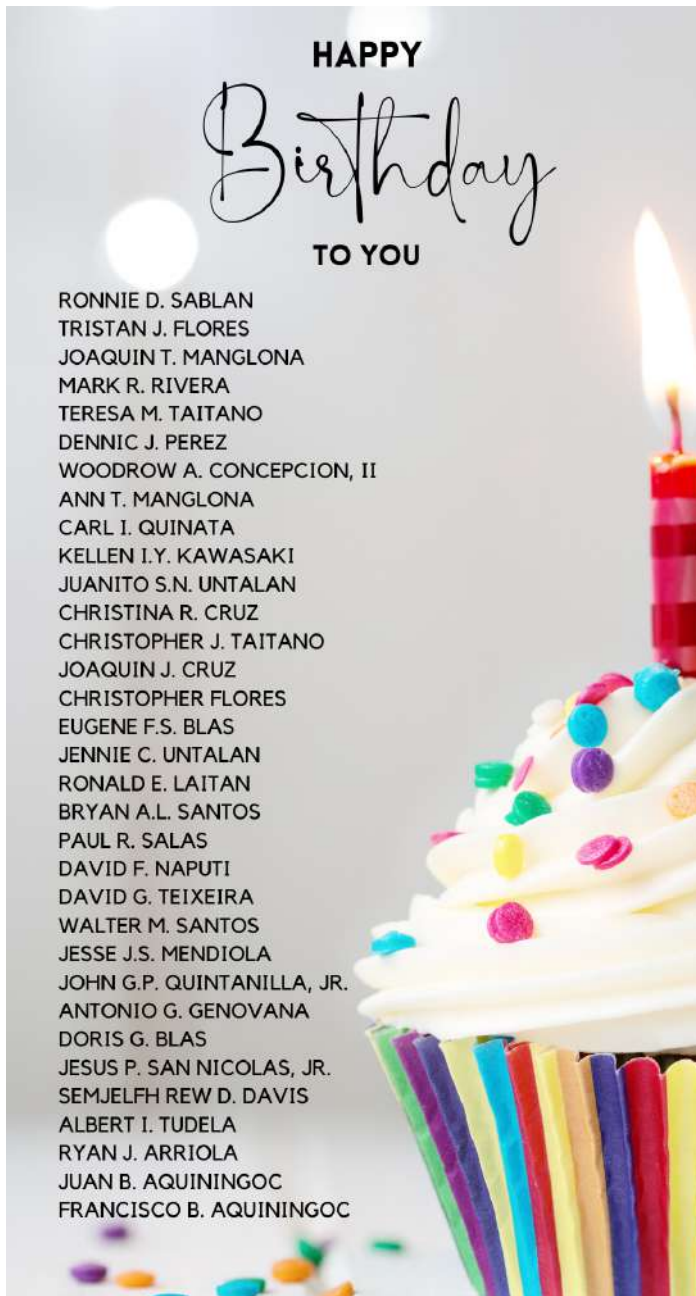 HAPPY
Birthday
TO YOU
RONNIE D. SABLAN
TRISTAN J. FLORES
JOAQUIN T. MANGLONA
MARK R. RIVERA
TERESA M. TAITANO
DENNIC J. PEREZ
WOODROW A. CONCEPCION, II
ANN T. MANGLONA
CARL I. QUINATA
KELLEN I.Y. KAWASAKI
JUANITO S.N. UNTALAN
CHRISTINA R. CRUZ
CHRISTOPHER J. TAITANO
JOAQUIN J. CRUZ
CHRISTOPHER FLORES
EUGENE F.S. BLAS
JENNIE C. UNTALAN
RONALD E. LAITAN
BRYAN A.L. SANTOS
PAUL R. SALAS
DAVID F. NAPUTI
DAVID G. TEIXEIRA
WALTER M. SANTOS
JESSE J.S. MENDIOLA
JOHN G.P. QUINTANILLA, JR.
ANTONIO G. GENOVANA
DORIS G. BLAS
JESUS P. SAN NICOLAS, JR.
SEMJELFH REW D. DAVIS
ALBERT I. TUDELA
RYAN J. ARRIOLA
JUAN B. AQUININGOC
FRANCISCO B. AQUININGOC